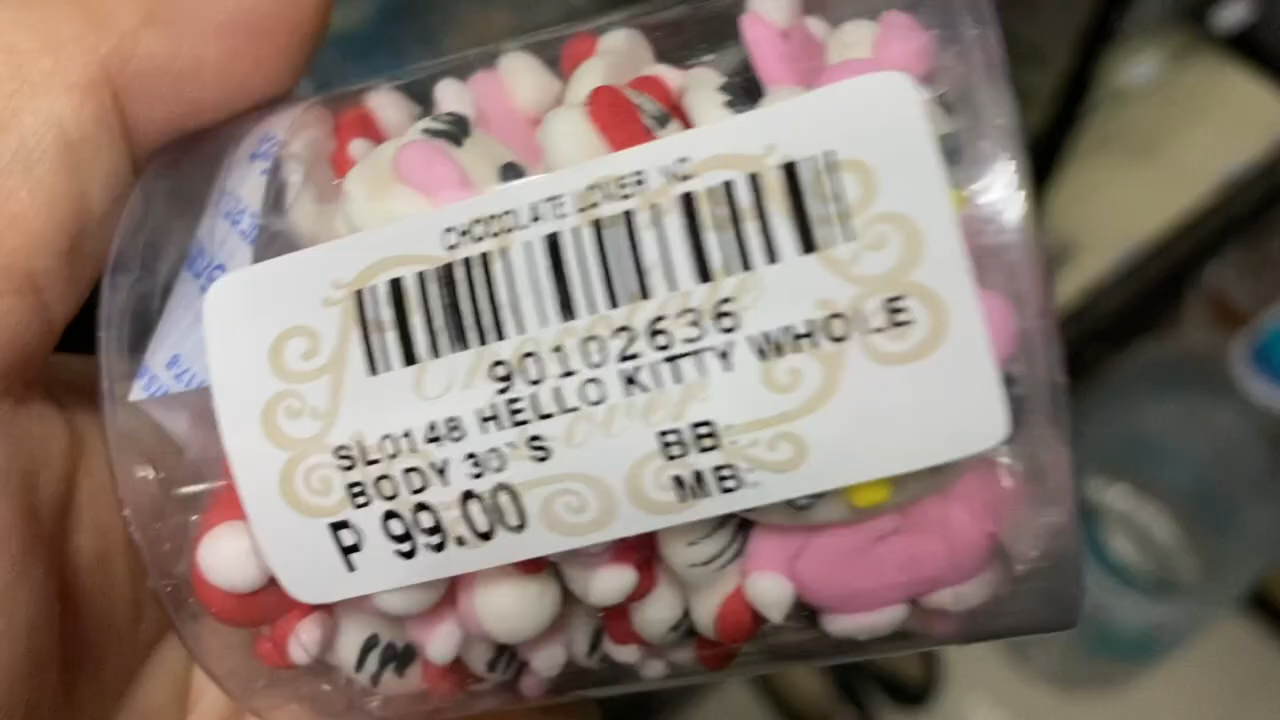 CHOCOLATE LOVER INC
90102636
SL0148 HELLO KITTY WHOLE
BODY 30`S BB:
P 99.00 MB: